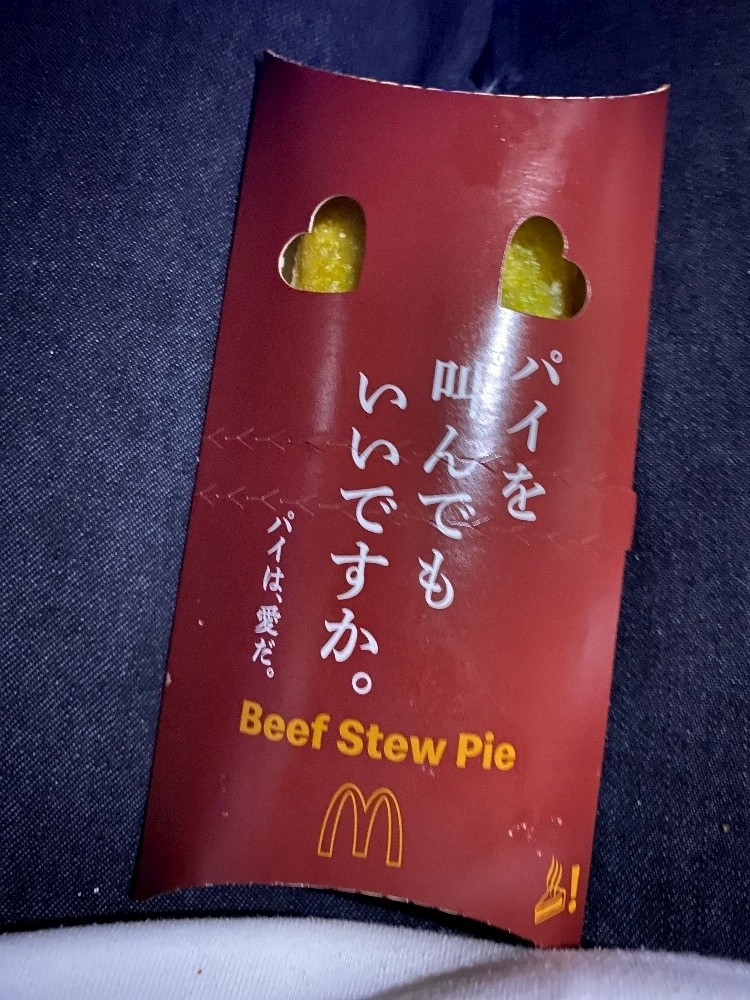 パイを
叫んでも
いいですか。
パイは、愛だ。
Beef Stew Pie